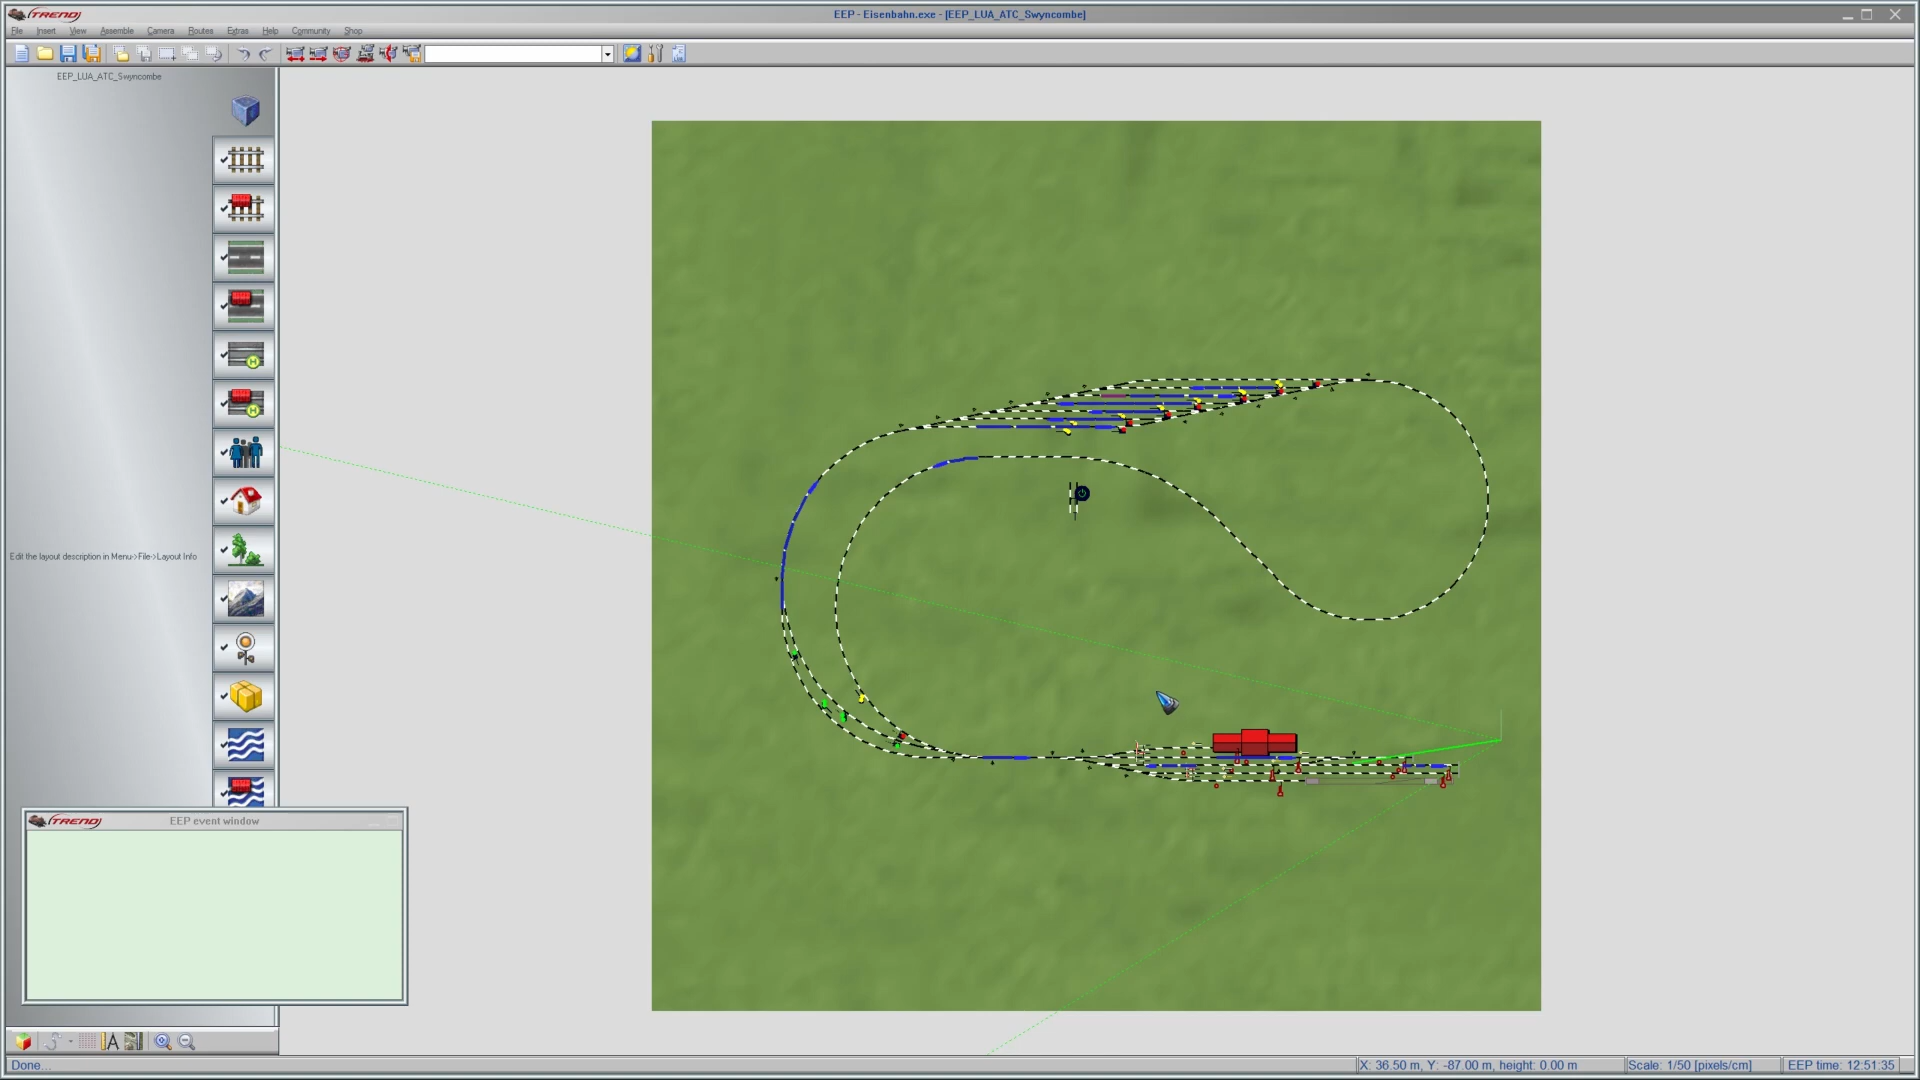 TREND
EEP - Eisenbahn.exe - [EEP_LUA_ATC_Swyncombe]
File Insert View Assemble Camera Routes Extras Help Community Shop
EEP_LUA_ATC_Swyncombe
Edit the layout description in Menu->File->Layout Info
TREND EEP event window
Done...
X: 36.50 m, Y: -87.00 m, height: 0.00 m
Scale: 1/50 [pixels/cm]
EEP time: 12:51:35